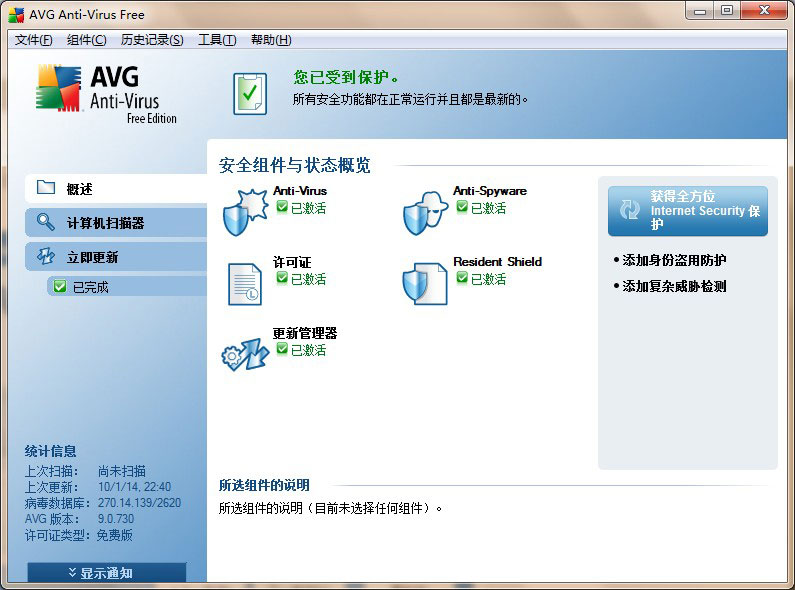 AVG Anti-Virus Free
文件(F) 组件(C) 历史记录(S) 工具(T) 帮助(H)
AVG
Anti-Virus
Free Edition
您已受到保护。
所有安全功能都在正常运行并且都是最新的。
概述
计算机扫描器
立即更新
已完成
安全组件与状态概览
Anti-Virus
已激活
Anti-Spyware
已激活
许可证
已激活
Resident Shield
已激活
更新管理器
已激活
获得全方位
Internet Security 保
护
• 添加身份盗用防护
• 添加复杂威胁检测
统计信息
上次扫描: 尚未扫描
上次更新: 10/1/14, 22:40
病毒数据库: 270.14.139/2620
AVG 版本: 9.0.730
许可证类型: 免费版
显示通知
所选组件的说明
所选组件的说明（目前未选择任何组件）。